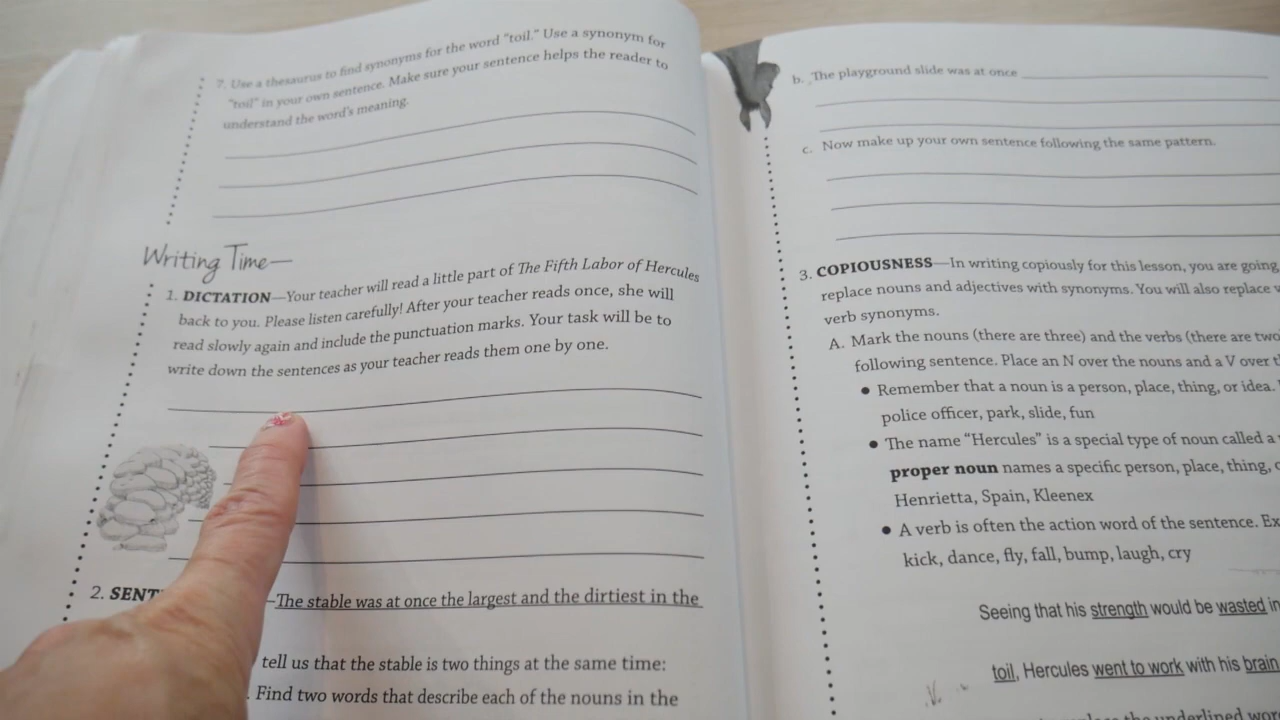 7. Use a thesaurus to find synonyms for the word "toil." Use a synonym for
"toil" in your own sentence. Make sure your sentence helps the reader to
understand the word's meaning.
Writing Time—
1. DICTATION—Your teacher will read a little part of The Fifth Labor of Hercules
back to you. Please listen carefully! After your teacher reads once, she will
read slowly again and include the punctuation marks. Your task will be to
write down the sentences as your teacher reads them one by one.
2. SENT
—The stable was at once the largest and the dirtiest in the
tell us that the stable is two things at the same time:
. Find two words that describe each of the nouns in the
b. The playground slide was at once
c. Now make up your own sentence following the same pattern.
3. COPIOUSNESS—In writing copiously for this lesson, you are going
replace nouns and adjectives with synonyms. You will also replace
verb synonyms.
A. Mark the nouns (there are three) and the verbs (there are two
following sentence. Place an N over the nouns and a V over
• Remember that a noun is a person, place, thing, or idea.
police officer, park, slide, fun
• The name "Hercules" is a special type of noun called a
proper noun names a specific person, place, thing,
Henrietta, Spain, Kleenex
• A verb is often the action word of the sentence. Ex
kick, dance, fly, fall, bump, laugh, cry
Seeing that his strength would be wasted in
toil, Hercules went to work with his brain
the underlined